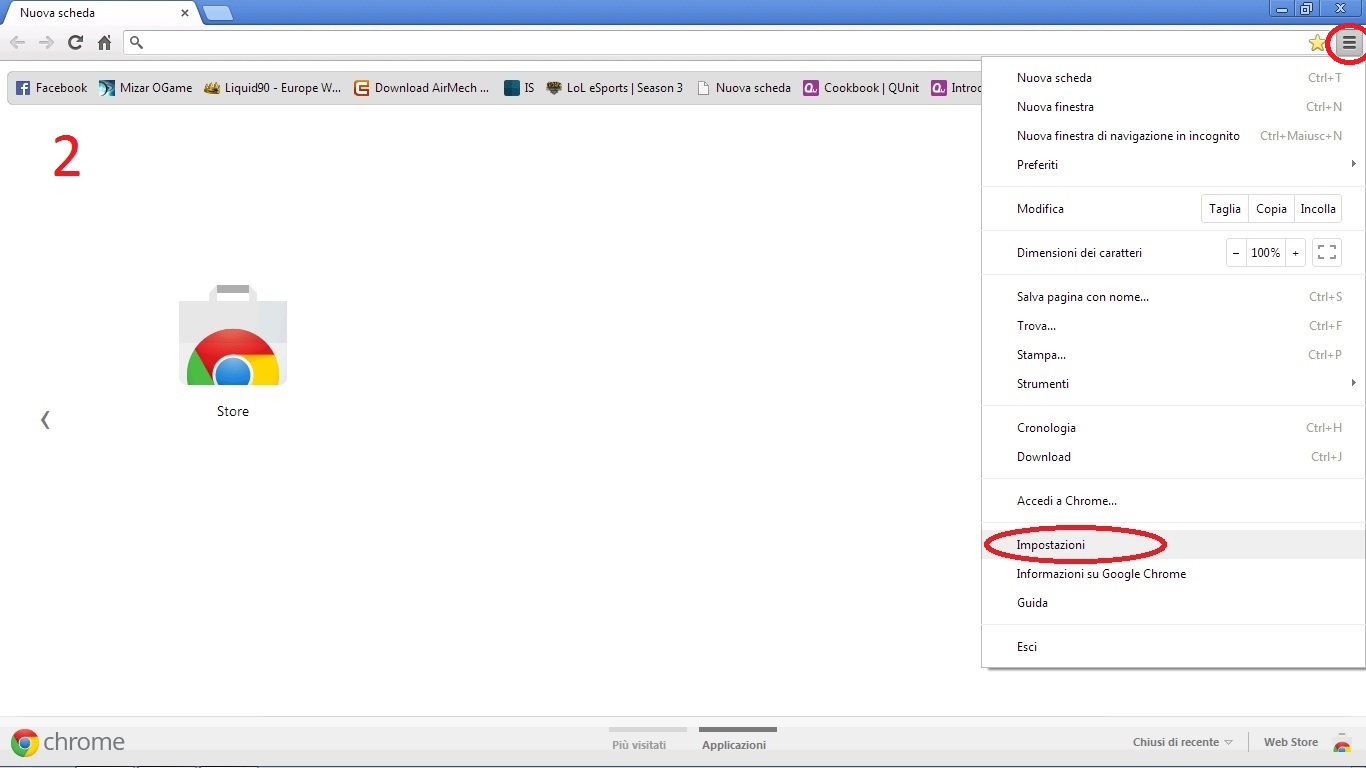 Nuova scheda
Facebook Mizar OGame Liquid90 - Europe W... Download AirMech ... IS LoL eSports | Season 3 Nuova scheda Cookbook | QUnit Introd
2
Store
Nuova scheda Ctrl+T
Nuova finestra Ctrl+N
Nuova finestra di navigazione in incognito Ctrl+Maiusc+N
Preferiti
Modifica Taglia Copia Incolla
Dimensioni dei caratteri − 100% +
Salva pagina con nome... Ctrl+S
Trova... Ctrl+F
Stampa... Ctrl+P
Strumenti
Cronologia Ctrl+H
Download Ctrl+J
Accedi a Chrome...
Impostazioni
Informazioni su Google Chrome
Guida
Esci
chrome Più visitati Applicazioni Chiusi di recente Web Store